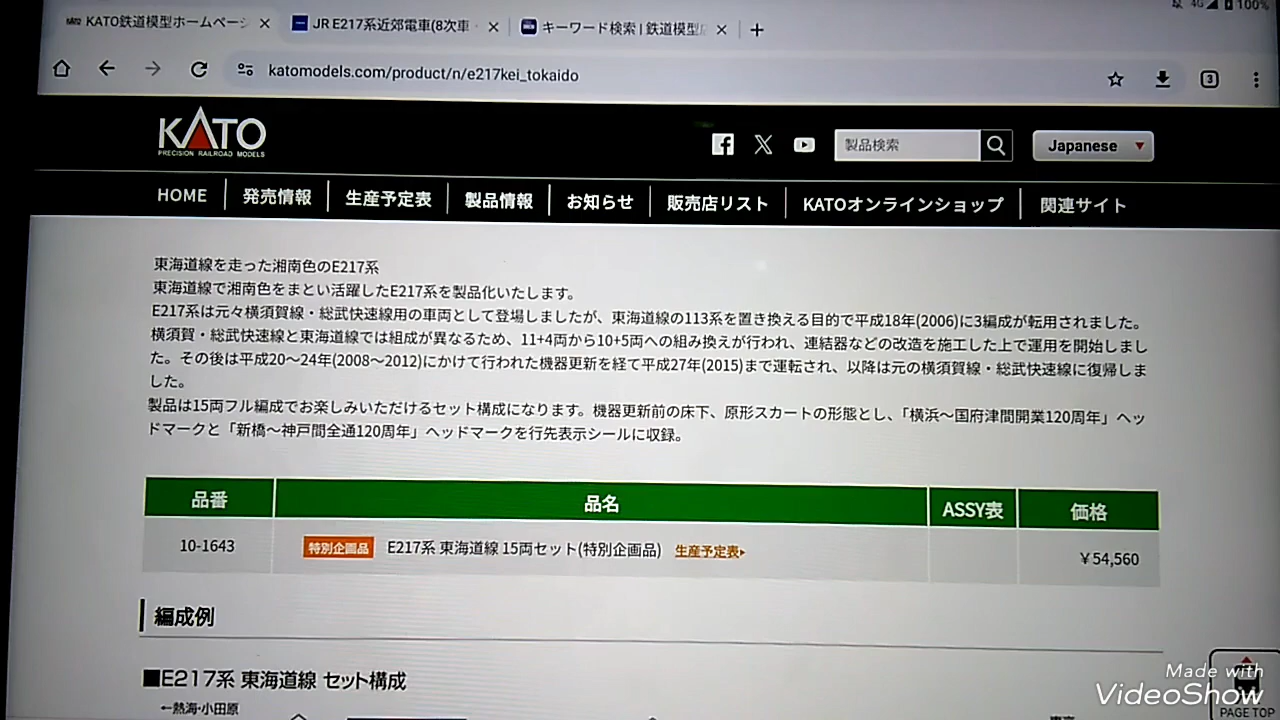 4G 100%
KATO鉄道模型ホームページ × JR E217系近郊電車(8次車 × キーワード検索 | 鉄道模型 × +
katomodels.com/product/n/e217kei_tokaido 3
KATO
PRECISION RAILROAD MODELS
製品検索 Japanese
HOME 発売情報 生産予定表 製品情報 お知らせ 販売店リスト KATOオンラインショップ 関連サイト
東海道線を走った湘南色のE217系
東海道線で湘南色をまとい活躍したE217系を製品化いたします。
E217系は元々横須賀線・総武快速線用の車両として登場しましたが、東海道線の113系を置き換える目的で平成18年(2006)に3編成が転用されました。
横須賀・総武快速線と東海道線では組成が異なるため、11+4両から10+5両への組み換えが行われ、連結器などの改造を施工した上で運用を開始しまし
た。その後は平成20～24年(2008～2012)にかけて行われた機器更新を経て平成27年(2015)まで運転され、以降は元の横須賀線・総武快速線に復帰しま
した。
製品は15両フル編成でお楽しみいただけるセット構成になります。機器更新前の床下、原形スカートの形態とし、「横浜～国府津間開業120周年」ヘッ
ドマークと「新橋～神戸間全通120周年」ヘッドマークを行先表示シールに収録。
品番 品名 ASSY表 価格
10-1643 特別企画品 E217系 東海道線 15両セット(特別企画品) 生産予定表▸ ￥54,560
編成例
■E217系 東海道線 セット構成
←熱海・小田原 東京
Made with
VideoShow
PAGE TOP